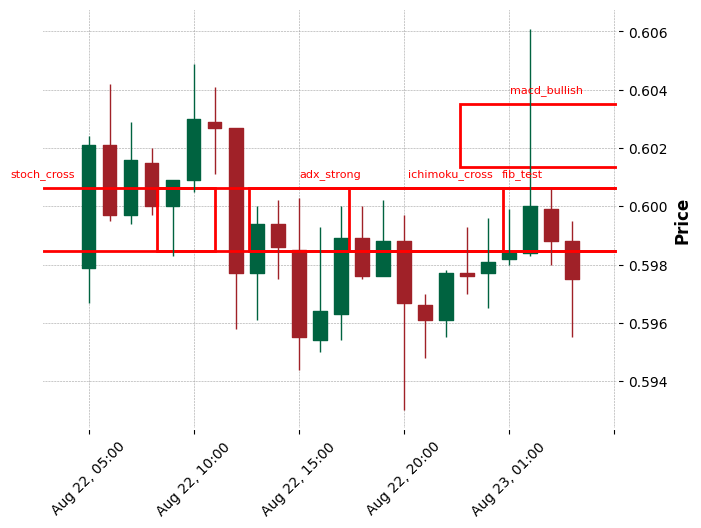 0.606
macd_bullish
0.604
0.602
stoch_cross
adx_strong
ichimoku_cross
fib_test
0.600
Price
0.598
0.596
0.594
Aug 22, 05:00
Aug 22, 10:00
Aug 22, 15:00
Aug 22, 20:00
Aug 23, 01:00